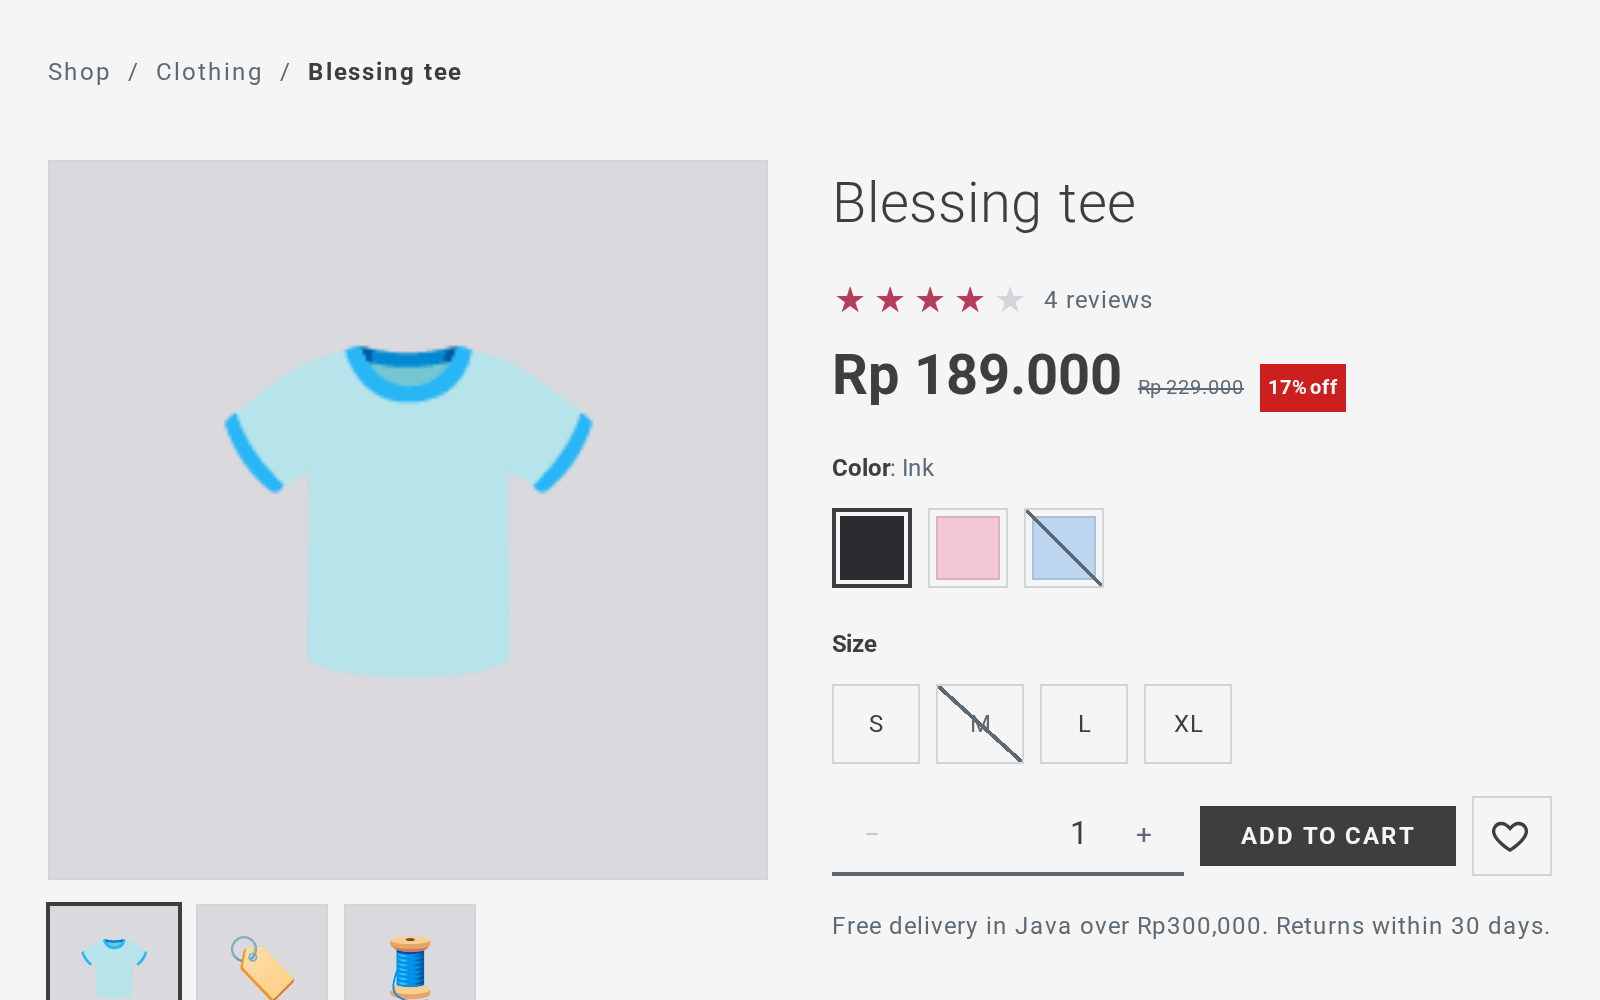 Shop / Clothing / Blessing tee
Blessing tee
4 reviews
Rp 189.000 Rp 229.000 17% off
Color: Ink
Size
S M L XL
− 1 + ADD TO CART
Free delivery in Java over Rp300,000. Returns within 30 days.